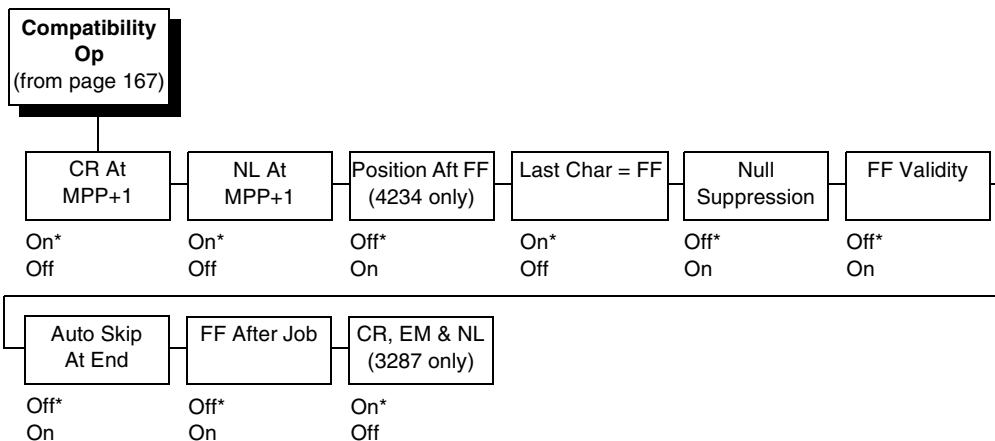 Compatibility
Op
(from page 167)
CR At
MPP+1
NL At
MPP+1
Position Aft FF
(4234 only)
Last Char = FF
Null
Suppression
FF Validity
On*
Off
On*
Off
Off*
On
On*
Off
Off*
On
Off*
On
Auto Skip
At End
FF After Job
CR, EM & NL
(3287 only)
Off*
On
Off*
On
On*
Off